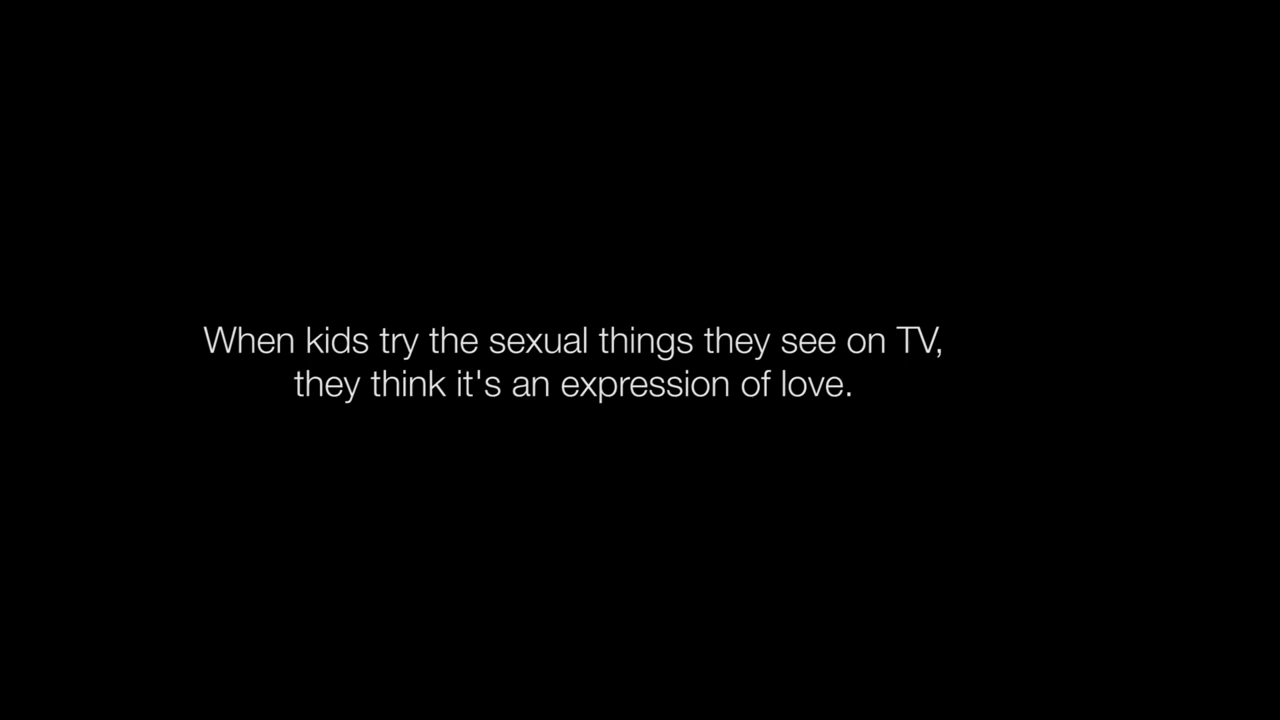 When kids try the sexual things they see on TV,
they think it's an expression of love.